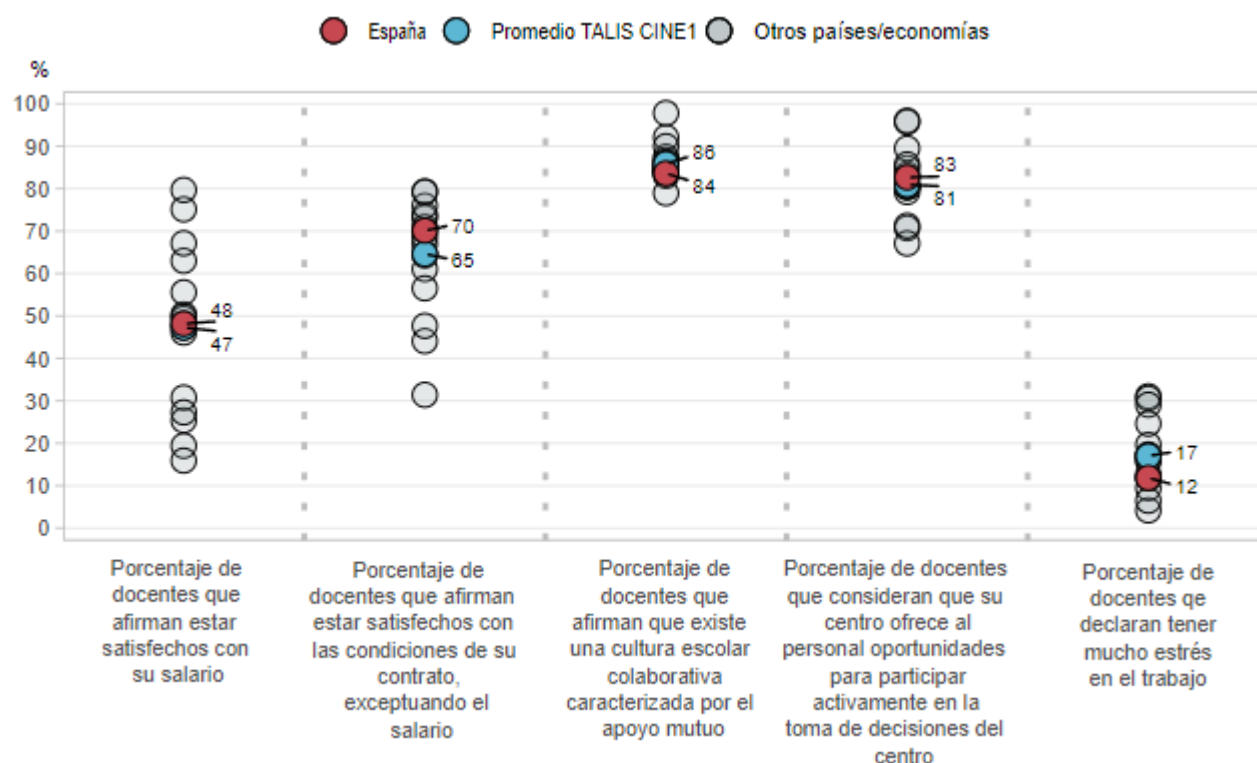 España Promedio TALIS CINE1 Otros países/economías
%
100
90
80
70
60
50
40
30
20
10
0
48
47
70
65
86
84
83
81
17
12
Porcentaje de
docentes que
afirman estar
satisfechos con
su salario
Porcentaje de
docentes que afirman
estar satisfechos con
las condiciones de su
contrato,
exceptuando el
salario
Porcentaje de
docentes que
afirman que existe
una cultura escolar
colaborativa
caracterizada por el
apoyo mutuo
Porcentaje de docentes
que consideran que su
centro ofrece al
personal oportunidades
para participar
activamente en la
toma de decisiones del
centro
Porcentaje de
docentes qe
declaran tener
mucho estrés
en el trabajo